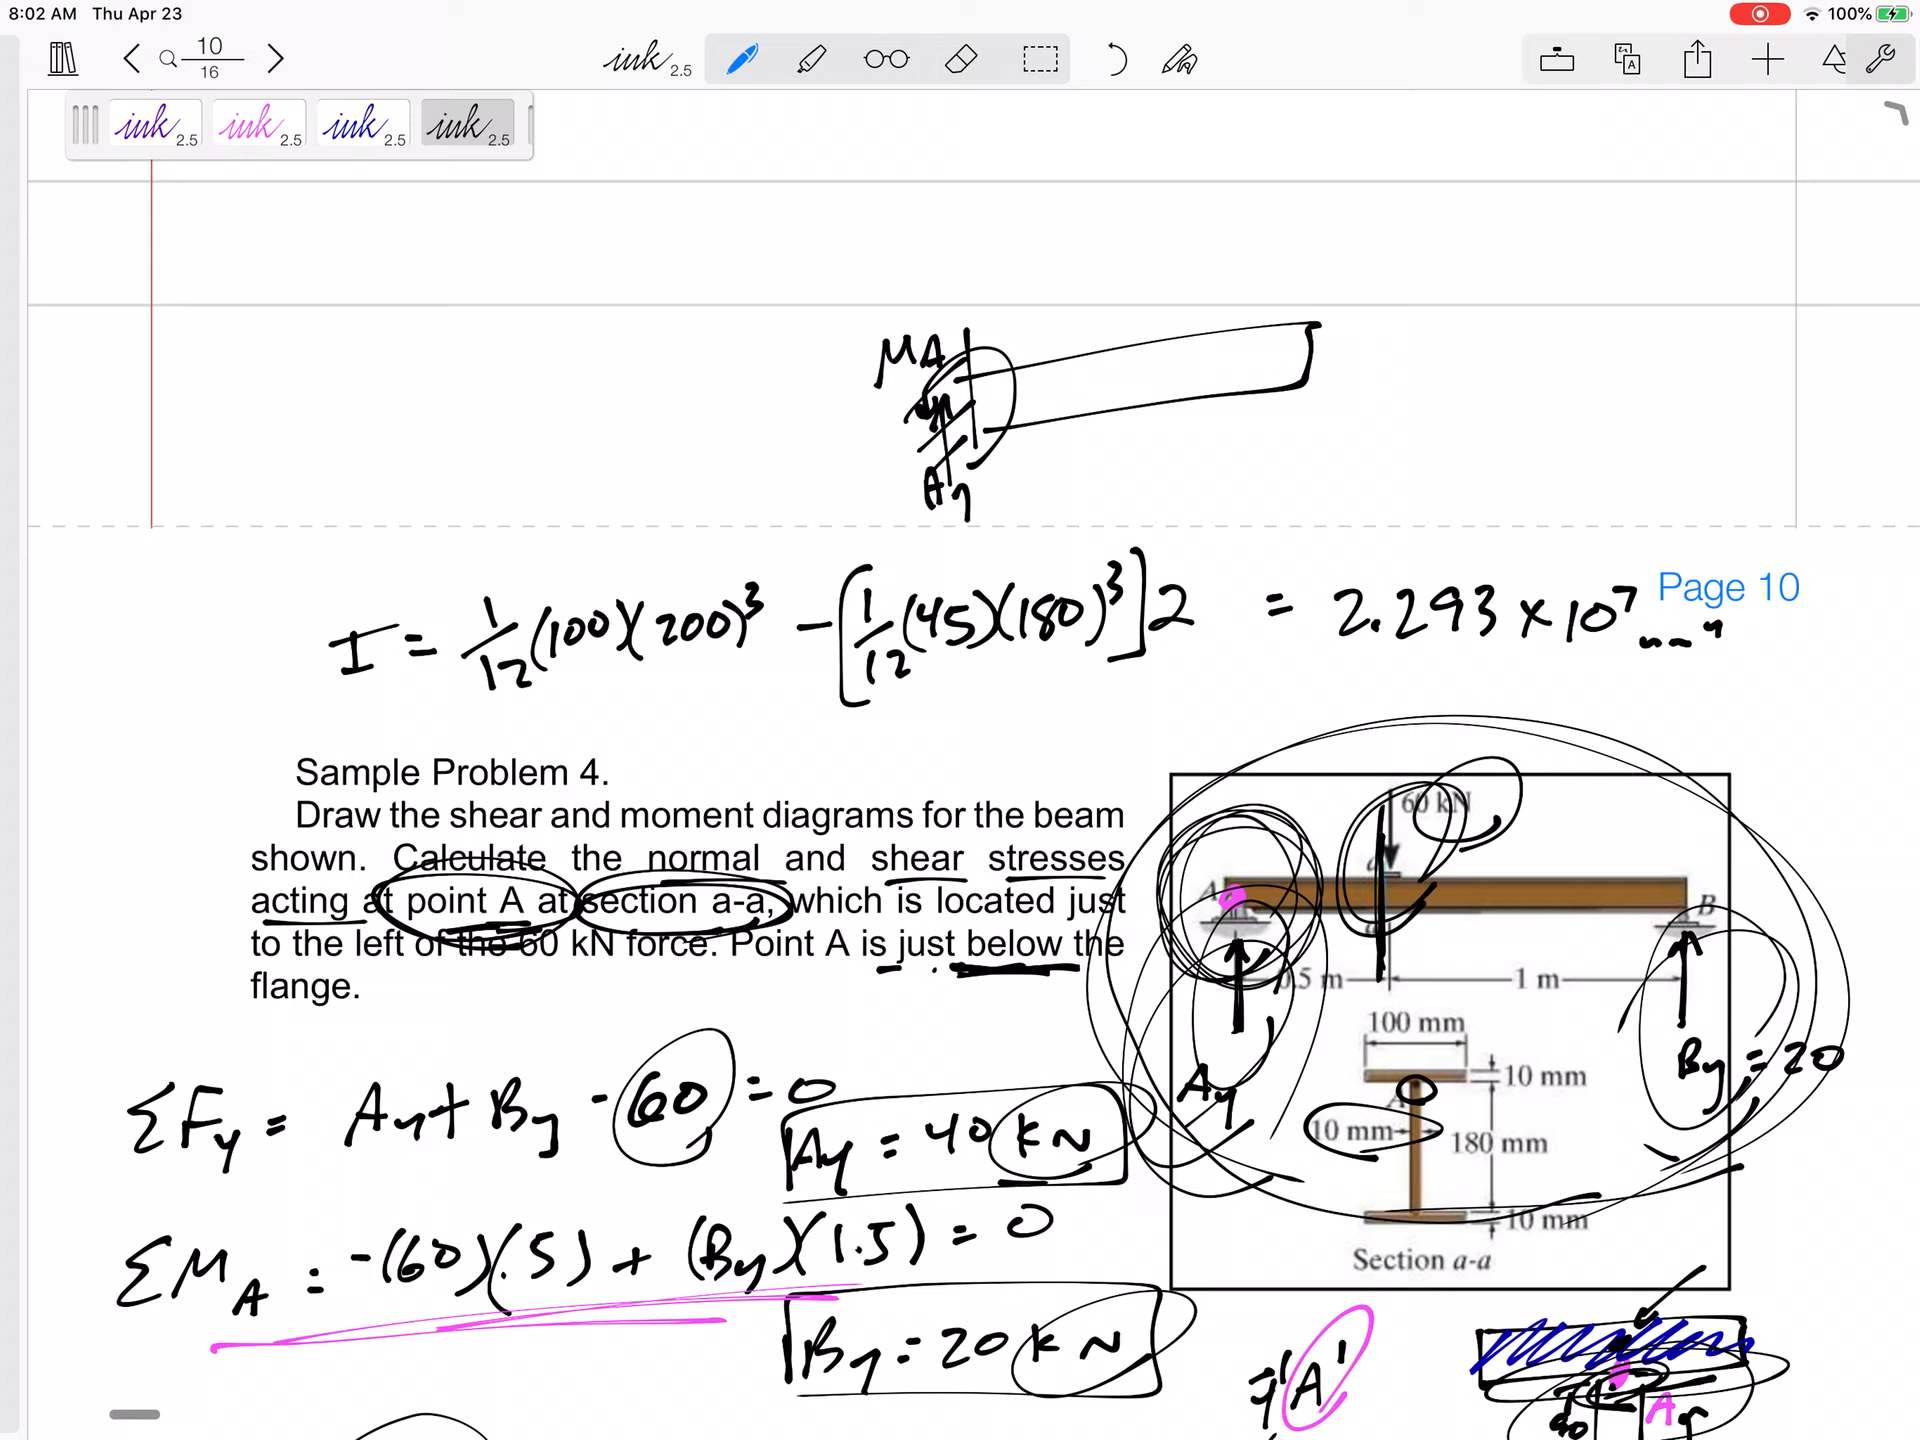 8:02 AM Thu Apr 23
100%
10
16
ink 2.5
ink 2.5 ink 2.5 ink 2.5 ink 2.5
MA
Ay
Page 10
I = 1/12 (100)(200)³ - [1/12 (45)(180)³] 2 = 2.293 x 10⁷ mm⁴
Sample Problem 4.
Draw the shear and moment diagrams for the beam
shown. Calculate the normal and shear stresses
acting at point A at section a-a, which is located just
to the left of the 60 kN force. Point A is just below the
flange.
60 kN
a
A
B
a
0.5 m
1 m
100 mm
10 mm
A
10 mm
180 mm
10 mm
Section a-a
Ay
By = 20
ΣFy = Ay + By - 60 = 0
Ay = 40 kN
ΣMA = -(60)(.5) + (By)(1.5) = 0
By = 20 kN
y'A'
A